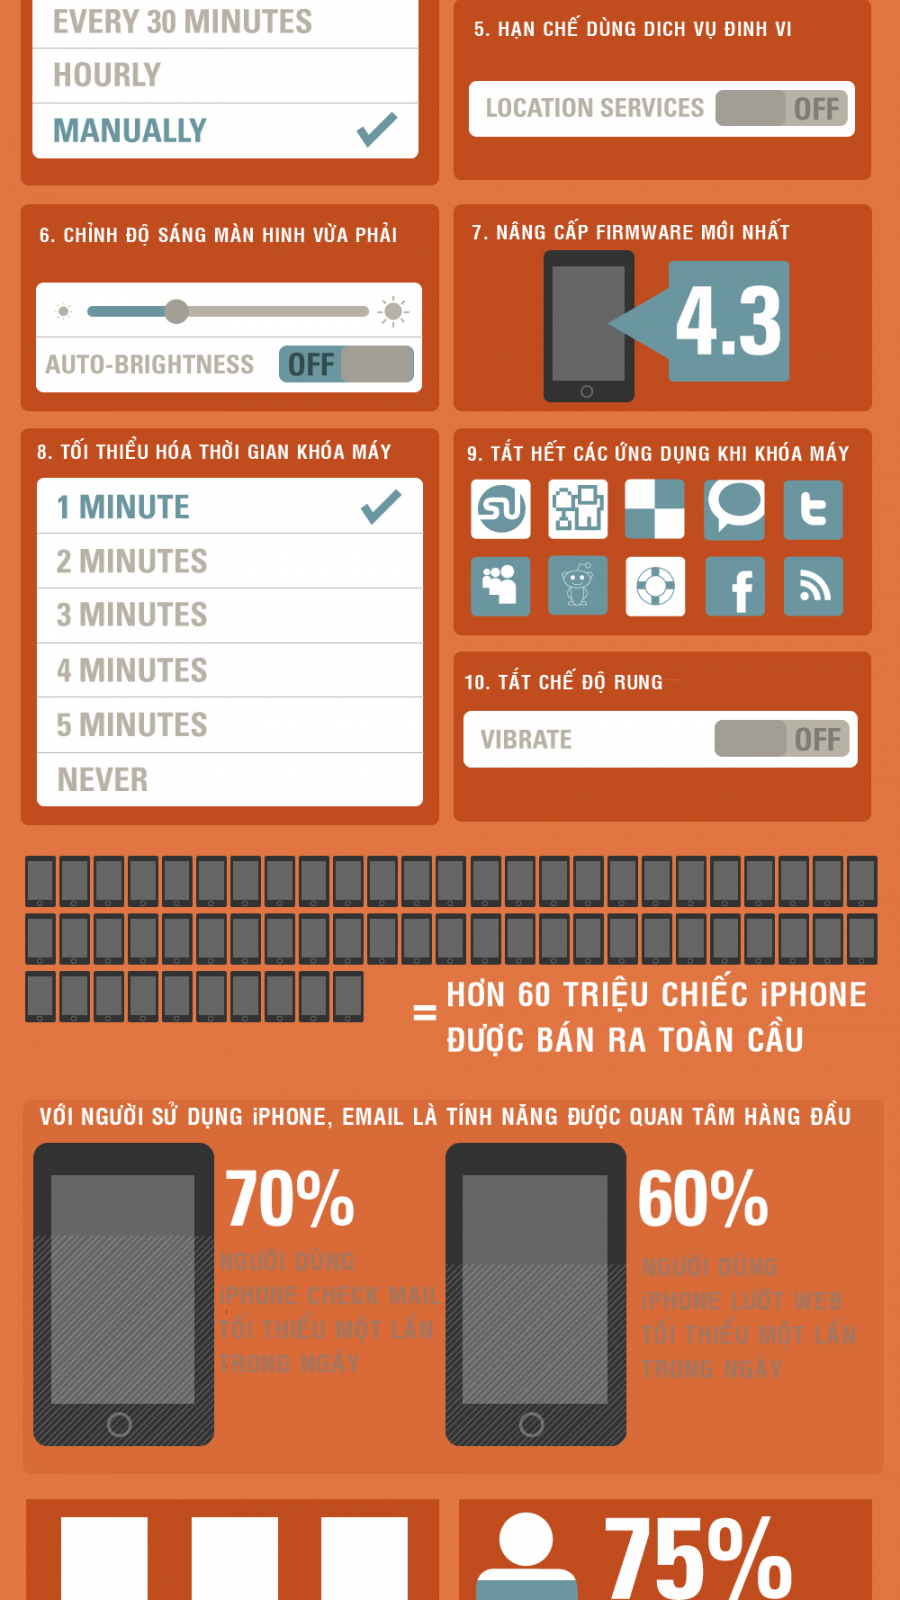 EVERY 30 MINUTES
HOURLY
MANUALLY
5. HẠN CHẾ DÙNG DICH VỤ ĐINH VI
LOCATION SERVICES OFF
6. CHỈNH ĐỘ SÁNG MÀN HINH VỪA PHẢI
AUTO-BRIGHTNESS OFF
7. NÂNG CẤP FIRMWARE MỚI NHẤT
4.3
8. TỐI THIỂU HÓA THỜI GIAN KHÓA MÁY
1 MINUTE
2 MINUTES
3 MINUTES
4 MINUTES
5 MINUTES
NEVER
9. TẮT HẾT CÁC ỨNG DỤNG KHI KHÓA MÁY
10. TẮT CHẾ ĐỘ RUNG
VIBRATE OFF
= HƠN 60 TRIỆU CHIẾC iPHONE
ĐƯỢC BÁN RA TOÀN CẦU
VỚI NGƯỜI SỬ DỤNG iPHONE, EMAIL LÀ TÍNH NĂNG ĐƯỢC QUAN TÂM HÀNG ĐẦU
70%
NGƯỜI DÙNG
iPHONE CHECK MAIL
TỐI THIỂU MỘT LẦN
TRONG NGÀY
60%
NGƯỜI DÙNG
iPHONE LƯỚT WEB
TỐI THIỂU MỘT LẦN
TRONG NGÀY
75%